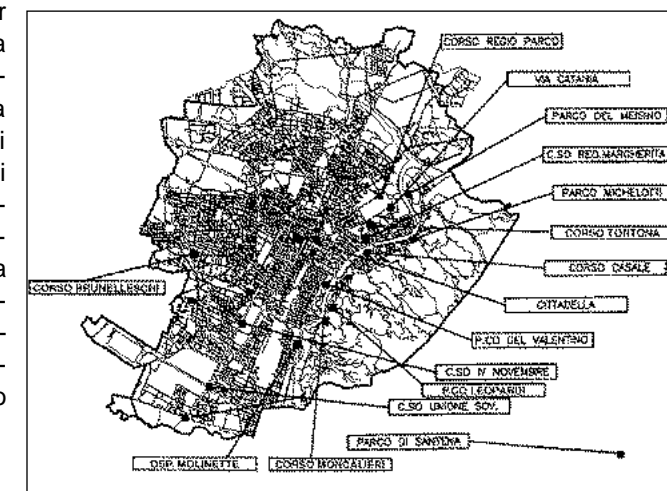 r
a
-
a
i
i
-
-
a
-
-
-
o
CORSO REGIO PARCO
VIA CATANIA
PARCO DEL MEISINO
C.SO REG.MARGHERITA
PARCO MICHELOTTI
CORSO TORTONA
CORSO CASALE
CORSO BRUNELLESCHI
CITTADELLA
P.CO DEL VALENTINO
C.SO IV NOVEMBRE
P.CO LEOPARDI
C.SO UNIONE SOV.
PARCO DI SANTENA
OSP. MOLINETTE
CORSO MONCALIERI